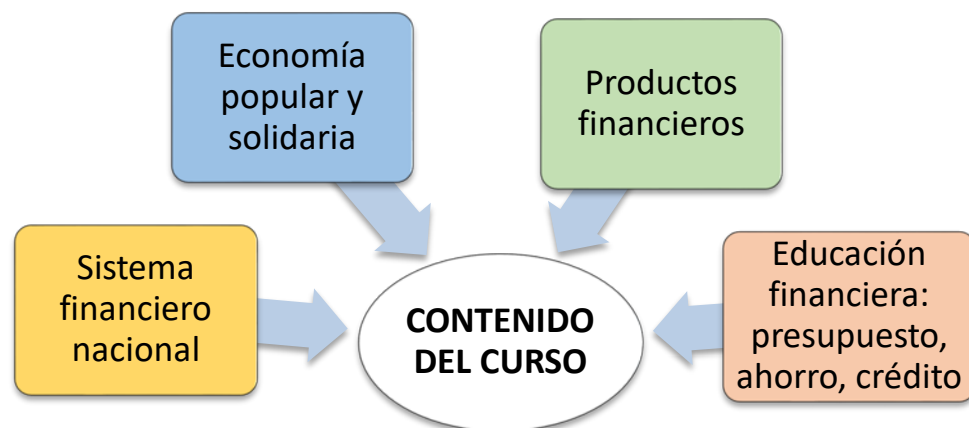 Economía
popular y
solidaria
Productos
financieros
Sistema
financiero
nacional
CONTENIDO
DEL CURSO
Educación
financiera:
presupuesto,
ahorro, crédito